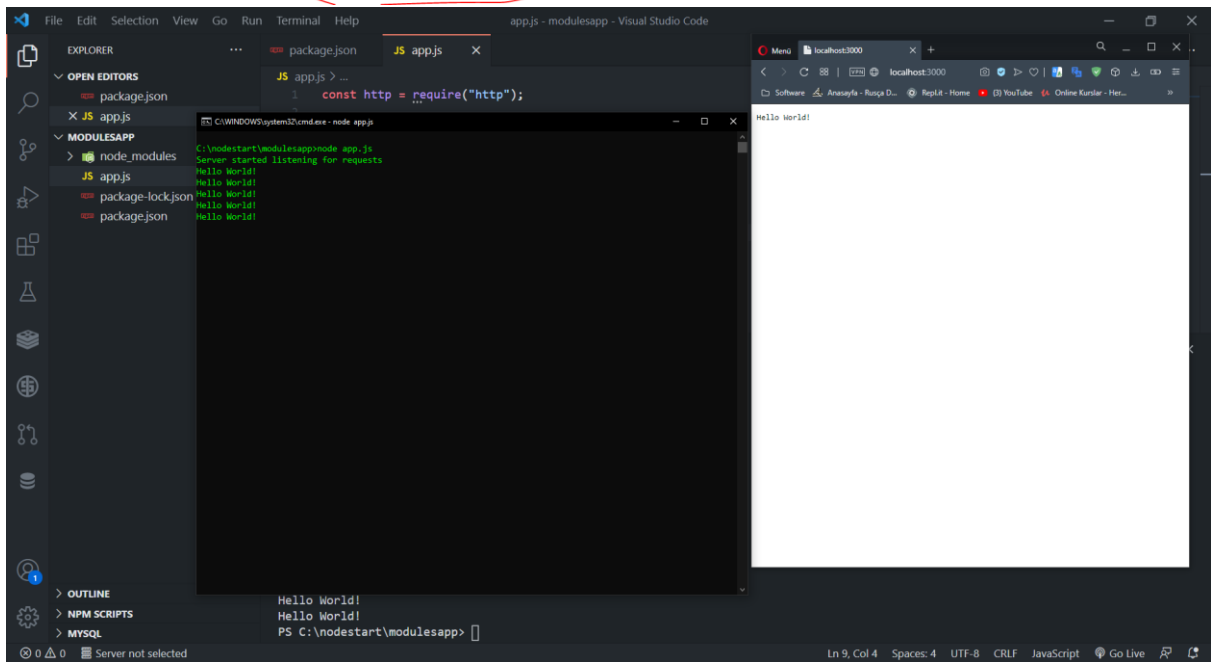 File Edit Selection View Go Run Terminal Help
app.js - modulesapp - Visual Studio Code
EXPLORER
OPEN EDITORS
package.json
JS app.js
MODULESAPP
node_modules
JS app.js
package-lock.json
package.json
OUTLINE
NPM SCRIPTS
MYSQL
package.json JS app.js
JS app.js > ...
1 const http = require("http");
C:\WINDOWS\system32\cmd.exe - node app.js
C:\nodestart\modulesapp>node app.js
Server started listening for requests
Hello World!
Hello World!
Hello World!
Hello World!
Hello World!
Hello World!
Hello World!
PS C:\nodestart\modulesapp>
Menü localhost:3000
VPN localhost:3000
Software Anasayfa - Rusça D... Repl.it - Home (3) YouTube Online Kurslar - Her...
Hello World!
1
0 0 Server not selected
Ln 9, Col 4 Spaces: 4 UTF-8 CRLF JavaScript Go Live